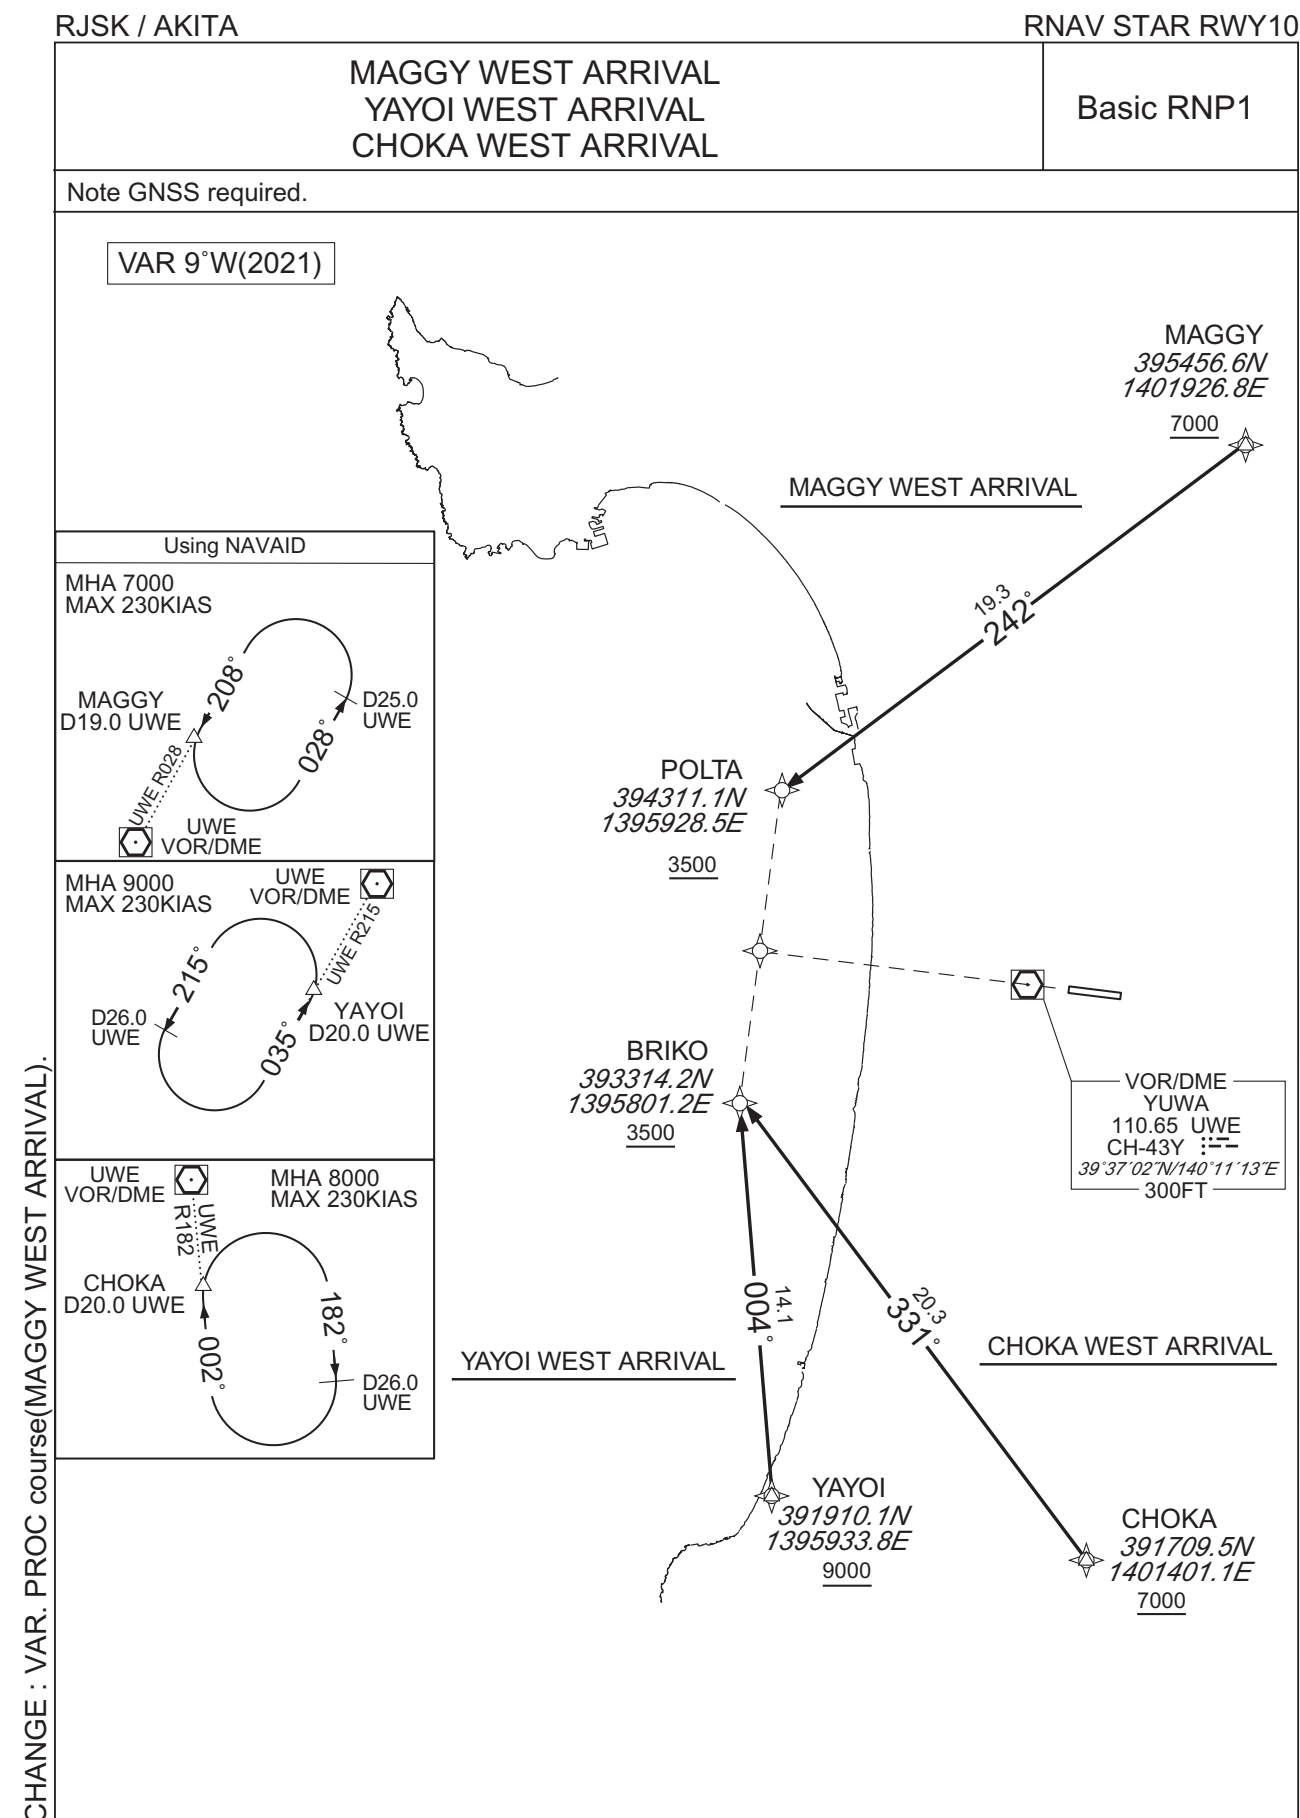 RJSK / AKITA
RNAV STAR RWY10
MAGGY WEST ARRIVAL
YAYOI WEST ARRIVAL
CHOKA WEST ARRIVAL
Basic RNP1
Note GNSS required.
VAR 9°W(2021)
MAGGY
395456.6N
1401926.8E
7000
MAGGY WEST ARRIVAL
19.3
242°
Using NAVAID
MHA 7000
MAX 230KIAS
208°
MAGGY
D19.0 UWE
D25.0
UWE
028°
UWE R028
UWE
VOR/DME
POLTA
394311.1N
1395928.5E
3500
MHA 9000
MAX 230KIAS
UWE
VOR/DME
UWE R215
215°
D26.0
UWE
035°
YAYOI
D20.0 UWE
BRIKO
393314.2N
1395801.2E
3500
VOR/DME
YUWA
110.65 UWE
CH-43Y
39°37′02″N/140°11′13″E
300FT
UWE
VOR/DME
MHA 8000
MAX 230KIAS
UWE
R182
CHOKA
D20.0 UWE
182°
002°
D26.0
UWE
14.1
004°
20.3
331°
YAYOI WEST ARRIVAL
CHOKA WEST ARRIVAL
YAYOI
391910.1N
1395933.8E
9000
CHOKA
391709.5N
1401401.1E
7000
CHANGE : VAR. PROC course(MAGGY WEST ARRIVAL).